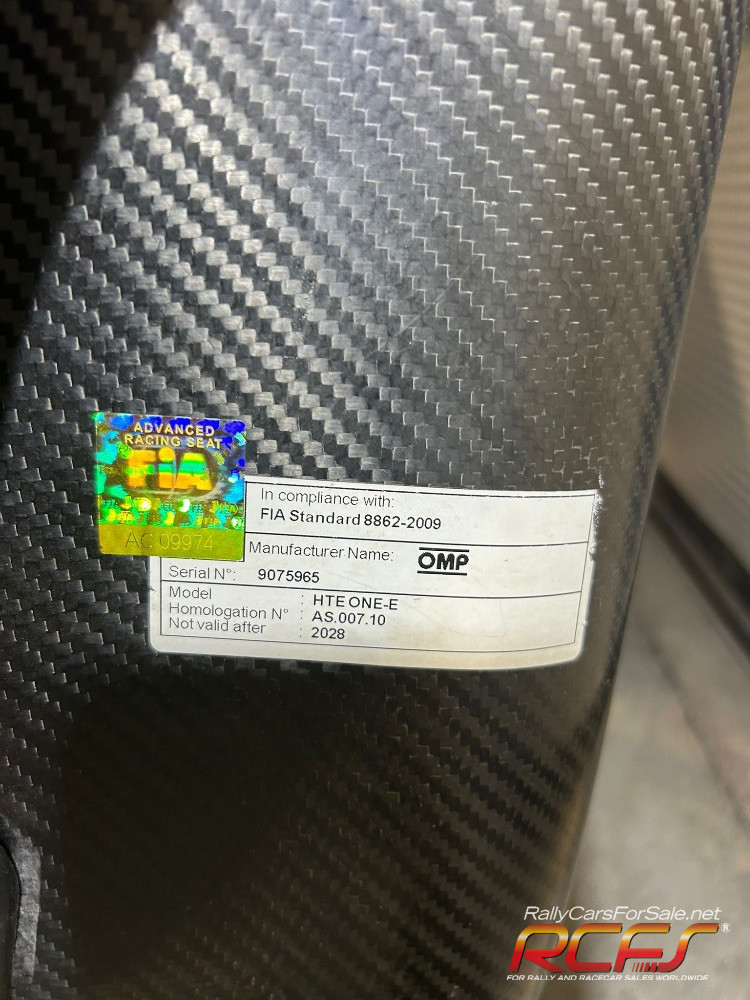 ADVANCED
RACING SEAT
FIA
AC 09974
In compliance with:
FIA Standard 8862-2009
Manufacturer Name: OMP
Serial N°: 9075965
Model : HTE ONE-E
Homologation N° : AS.007.10
Not valid after : 2028
RallyCarsForSale.net
RCFS®
FOR RALLY AND RACECAR SALES WORLDWIDE